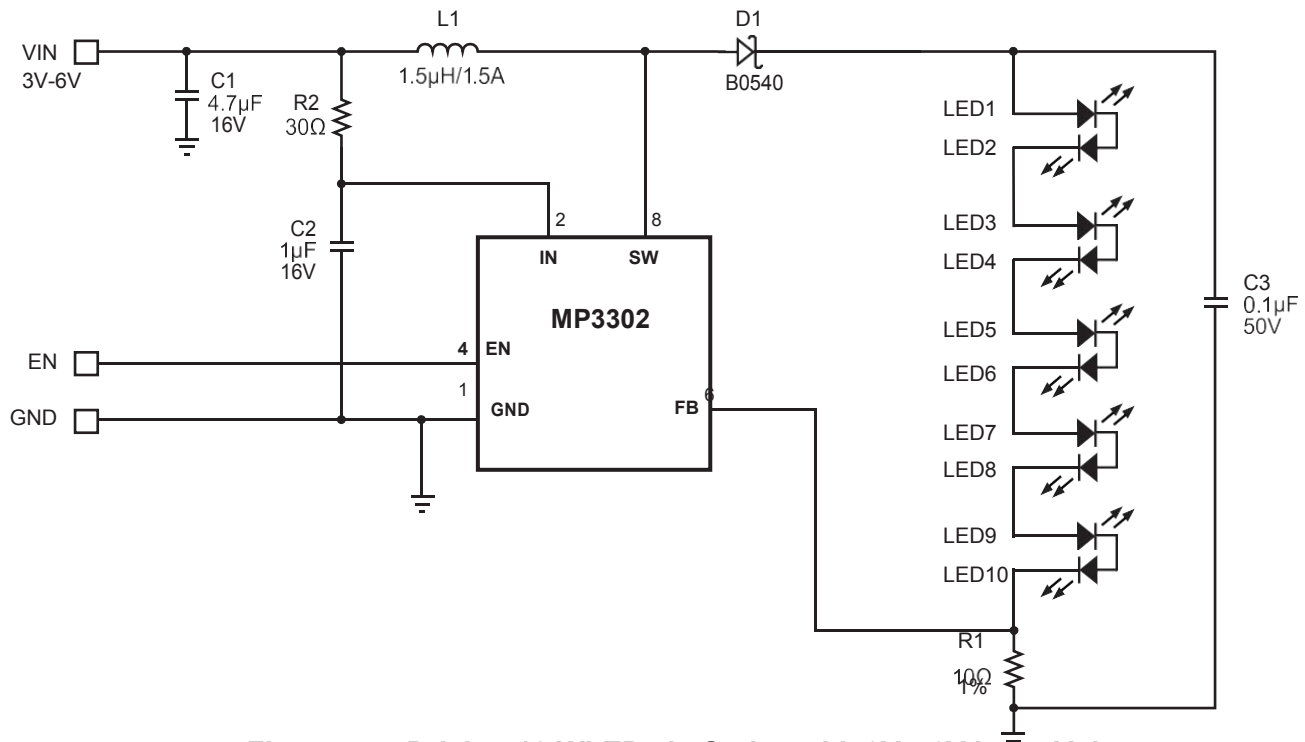 L1
D1
VIN
3V-6V
C1
4.7µF
16V
R2
30Ω
1.5µH/1.5A
B0540
LED1
LED2
LED3
LED4
LED5
LED6
LED7
LED8
LED9
LED10
C2
1µF
16V
2
8
IN
SW
MP3302
C3
0.1µF
50V
EN
4
EN
1
GND
GND
FB
6
R1
10Ω
1%